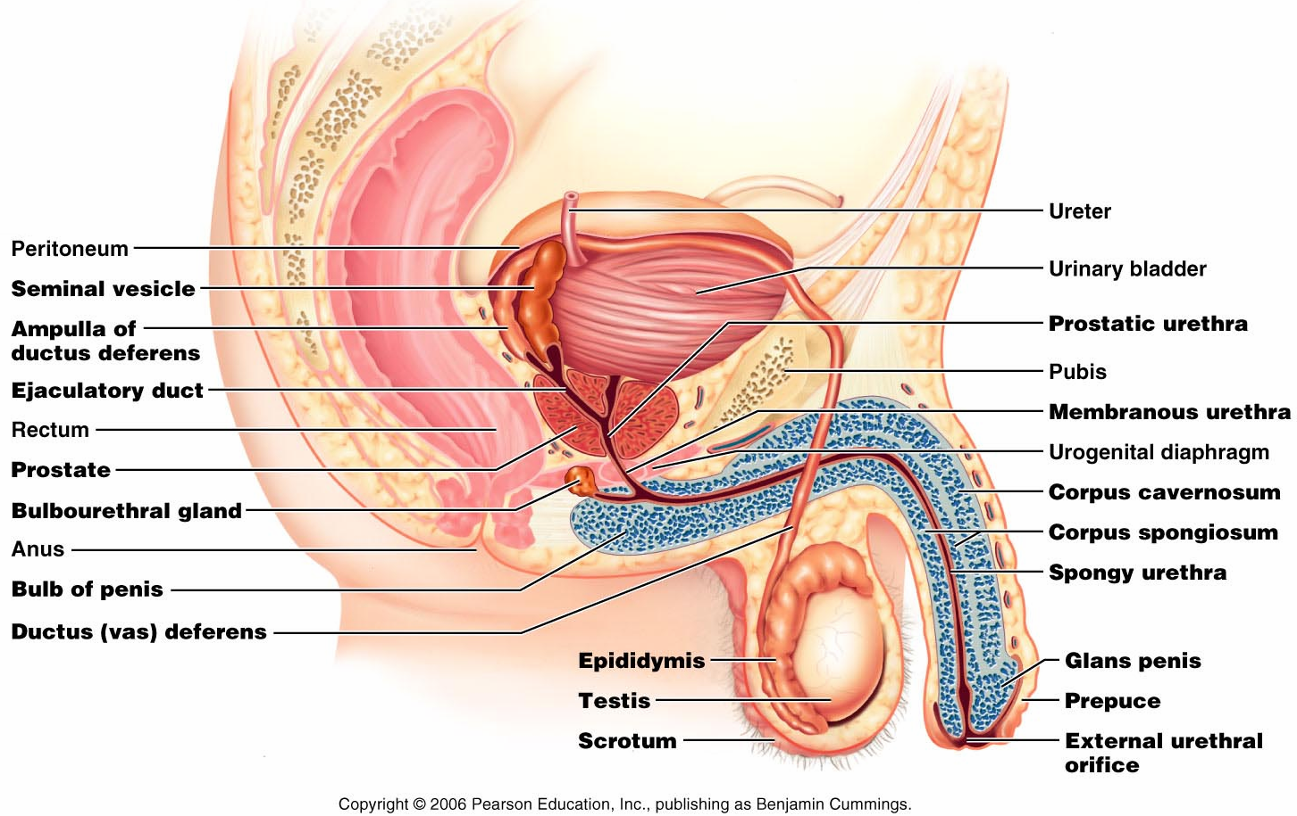 Peritoneum
Seminal vesicle
Ampulla of
ductus deferens
Ejaculatory duct
Rectum
Prostate
Bulbourethral gland
Anus
Bulb of penis
Ductus (vas) deferens
Epididymis
Testis
Scrotum
Ureter
Urinary bladder
Prostatic urethra
Pubis
Membranous urethra
Urogenital diaphragm
Corpus cavernosum
Corpus spongiosum
Spongy urethra
Glans penis
Prepuce
External urethral
orifice
Copyright © 2006 Pearson Education, Inc., publishing as Benjamin Cummings.